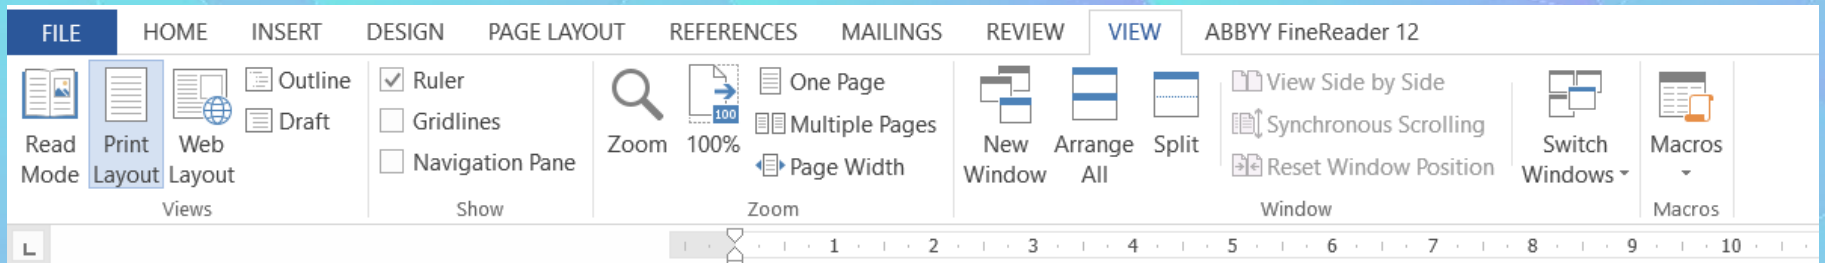 FILE HOME INSERT DESIGN PAGE LAYOUT REFERENCES MAILINGS REVIEW VIEW ABBYY FineReader 12
Read Mode
Print Layout
Web Layout
Outline
Draft
Views
Ruler
Gridlines
Navigation Pane
Show
Zoom
100
100%
One Page
Multiple Pages
Page Width
Zoom
New Window
Arrange All
Split
View Side by Side
Synchronous Scrolling
Reset Window Position
Switch Windows
Window
Macros
Macros
L 1 2 3 4 5 6 7 8 9 10